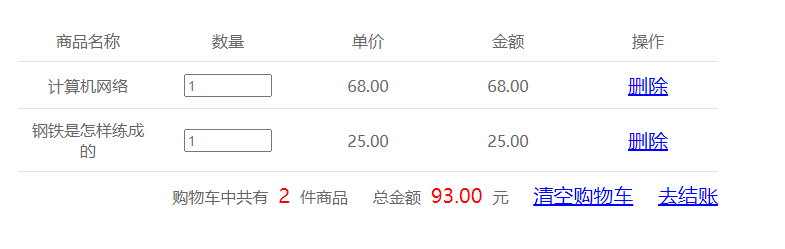 商品名称 数量 单价 金额 操作
计算机网络 1 68.00 68.00 删除
钢铁是怎样练成
的 1 25.00 25.00 删除
购物车中共有 2 件商品 总金额 93.00 元 清空购物车 去结账